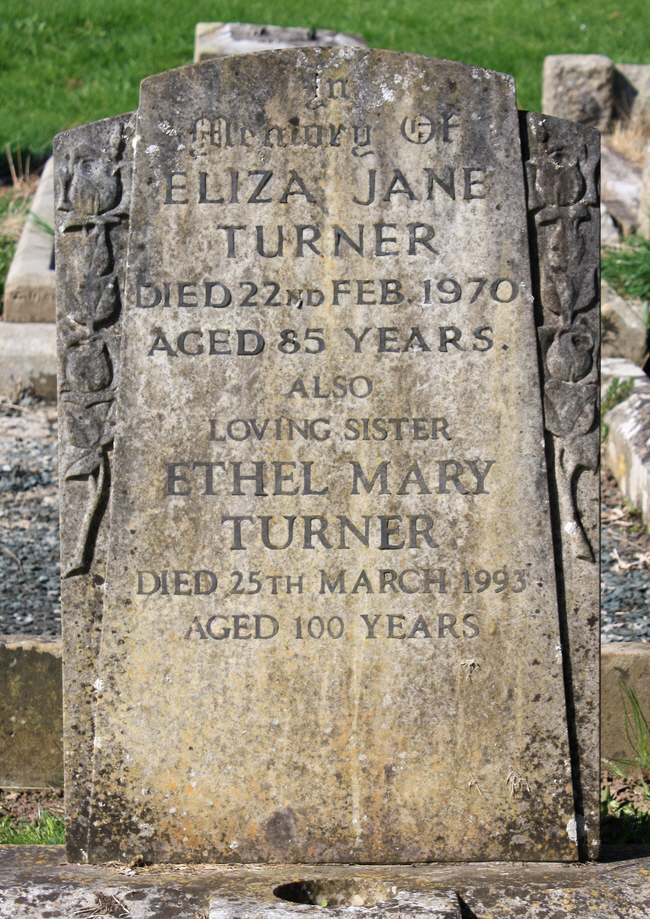 In
Memory Of
ELIZA JANE
TURNER
DIED 22ND FEB. 1970
AGED 85 YEARS.
ALSO
LOVING SISTER
ETHEL MARY
TURNER
DIED 25TH MARCH 1993
AGED 100 YEARS